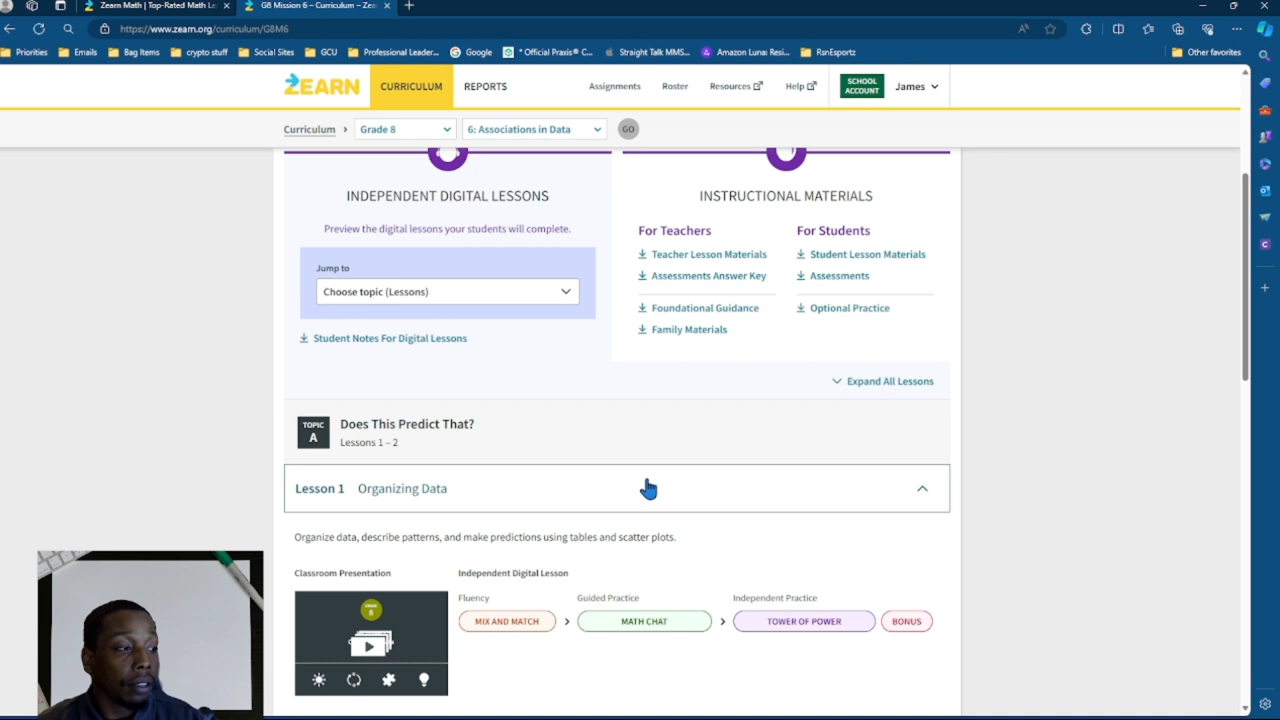 Zearn Math | Top-Rated Math Le
G8 Mission 6 – Curriculum – Zea
https://www.zearn.org/curriculum/G8M6
Priorities
Emails
Bag Items
crypto stuff
Social Sites
GCU
Professional Leader...
Google
* Official Praxis® C...
Straight Talk MMS...
Amazon Luna: Resi...
RsnEsportz
Other favorites
ZEARN
CURRICULUM
REPORTS
Assignments
Roster
Resources
Help
SCHOOL
ACCOUNT
James
Curriculum
Grade 8
6: Associations in Data
GO
INDEPENDENT DIGITAL LESSONS
Preview the digital lessons your students will complete.
Jump to
Choose topic (Lessons)
Student Notes For Digital Lessons
INSTRUCTIONAL MATERIALS
For Teachers
Teacher Lesson Materials
Assessments Answer Key
Foundational Guidance
Family Materials
For Students
Student Lesson Materials
Assessments
Optional Practice
Expand All Lessons
TOPIC
A
Does This Predict That?
Lessons 1 – 2
Lesson 1 Organizing Data
Organize data, describe patterns, and make predictions using tables and scatter plots.
Classroom Presentation
Independent Digital Lesson
Fluency
Guided Practice
Independent Practice
MIX AND MATCH
MATH CHAT
TOWER OF POWER
BONUS